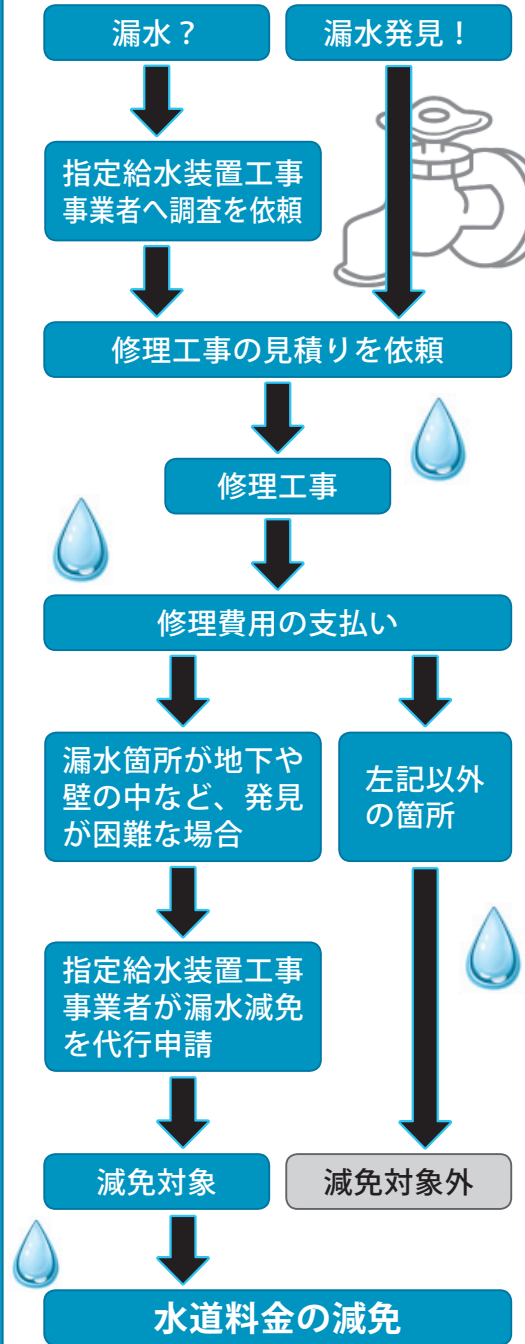 漏水？
漏水発見！
指定給水装置工事
事業者へ調査を依頼
修理工事の見積りを依頼
修理工事
修理費用の支払い
漏水箇所が地下や
壁の中など、発見
が困難な場合
左記以外
の箇所
指定給水装置工事
事業者が漏水減免
を代行申請
減免対象
減免対象外
水道料金の減免